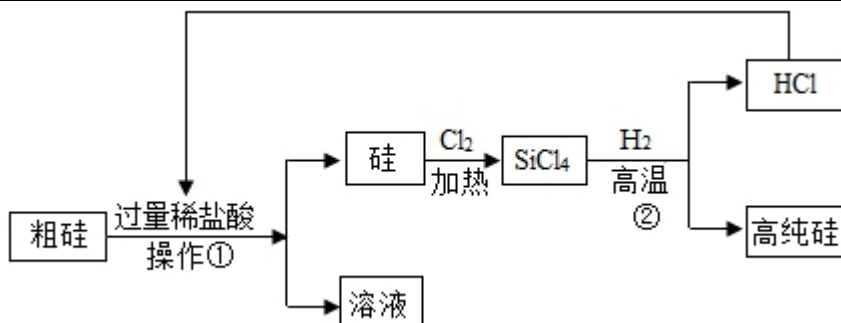 粗硅
过量稀盐酸
操作①
硅
溶液
Cl₂
加热
SiCl₄
H₂
高温
②
HCl
高纯硅